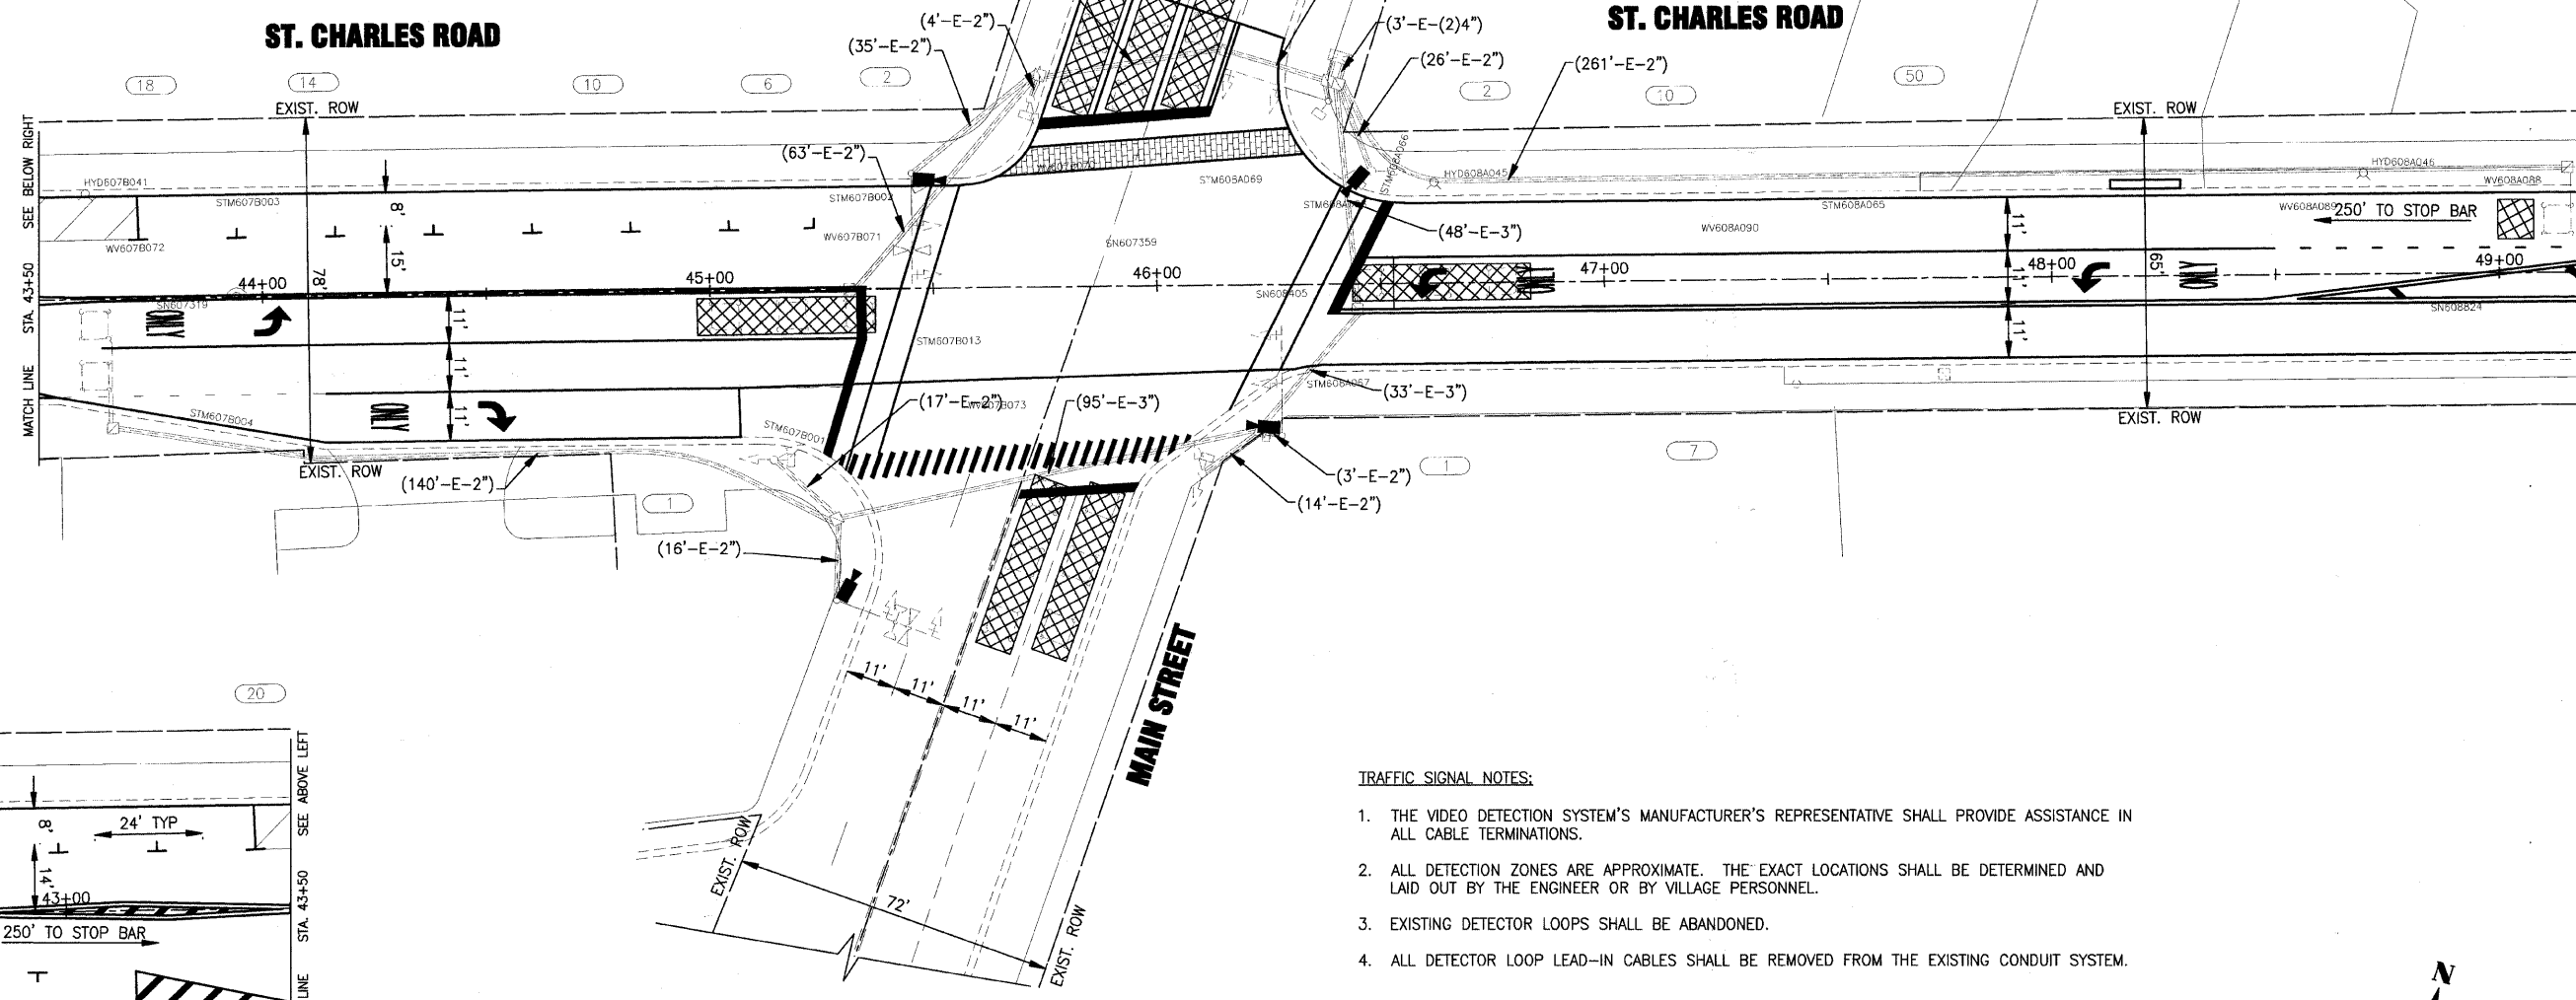 ST. CHARLES ROAD
ST. CHARLES ROAD
(4'-E-2")
(35'-E-2")
(3'-E-(2)4")
(26'-E-2")
(261'-E-2")
18
14
10
6
2
2
10
50
EXIST. ROW
EXIST. ROW
SEE BELOW RIGHT
STA. 43+50
MATCH LINE
(63'-E-2")
HYD607B041
STM607B003
STM607B002
WV607B072
WV607B071
STM608A069
STM608A066
HYD608A045
HYD608A046
WV608A088
STM608A065
WV608A089
WV608A090
250' TO STOP BAR
(48'-E-3")
SN607359
8'
15'
78'
11'
11'
65'
11'
44+00
45+00
46+00
47+00
48+00
49+00
SN607319
SN608405
SN608824
ONLY
ONLY
ONLY
ONLY
11'
11'
11'
STM607B013
STM607B004
STM607B001
(17'-E-2")
WV607B073
(95'-E-3")
STM608A067
(33'-E-3")
EXIST. ROW
EXIST. ROW
(140'-E-2")
1
(3'-E-2")
1
7
(14'-E-2")
(16'-E-2")
11'
11'
11'
11'
MAIN STREET
EXIST. ROW
72'
EXIST. ROW
20
SEE ABOVE LEFT
STA. 43+50
LINE
8'
24' TYP
14'
43+00
250' TO STOP BAR
TRAFFIC SIGNAL NOTES:
1. THE VIDEO DETECTION SYSTEM'S MANUFACTURER'S REPRESENTATIVE SHALL PROVIDE ASSISTANCE IN
ALL CABLE TERMINATIONS.
2. ALL DETECTION ZONES ARE APPROXIMATE. THE EXACT LOCATIONS SHALL BE DETERMINED AND
LAID OUT BY THE ENGINEER OR BY VILLAGE PERSONNEL.
3. EXISTING DETECTOR LOOPS SHALL BE ABANDONED.
4. ALL DETECTOR LOOP LEAD-IN CABLES SHALL BE REMOVED FROM THE EXISTING CONDUIT SYSTEM.
N